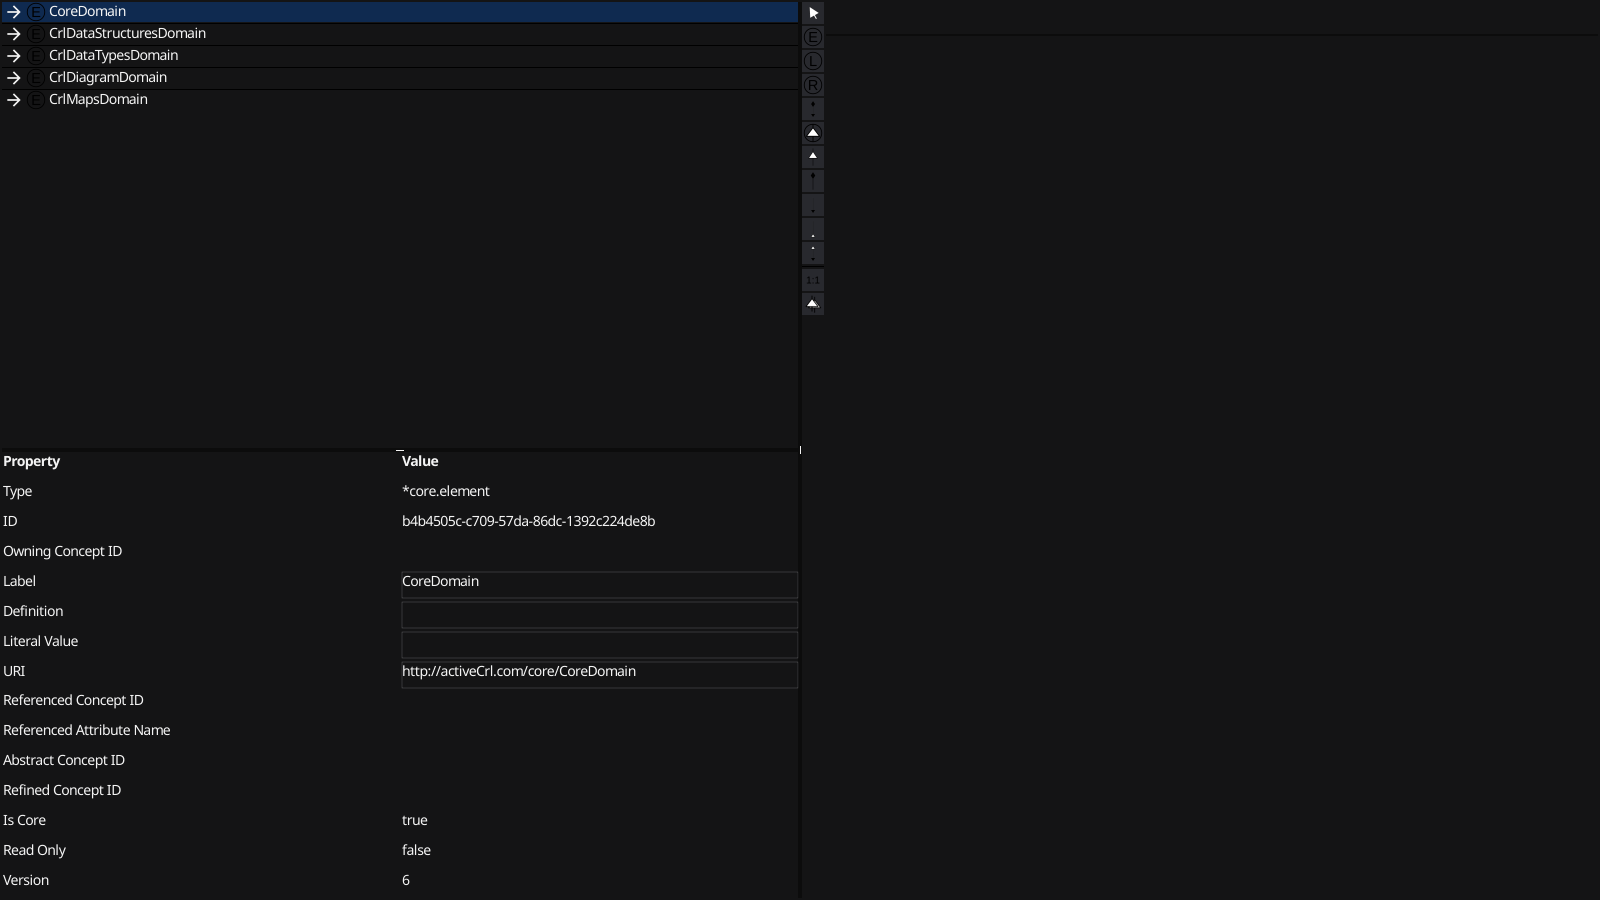 E CoreDomain
E CrlDataStructuresDomain
E CrlDataTypesDomain
E CrlDiagramDomain
E CrlMapsDomain
E
L
R
1:1
Property Value
Type *core.element
ID b4b4505c-c709-57da-86dc-1392c224de8b
Owning Concept ID
Label CoreDomain
Definition
Literal Value
URI http://activeCrl.com/core/CoreDomain
Referenced Concept ID
Referenced Attribute Name
Abstract Concept ID
Refined Concept ID
Is Core true
Read Only false
Version 6